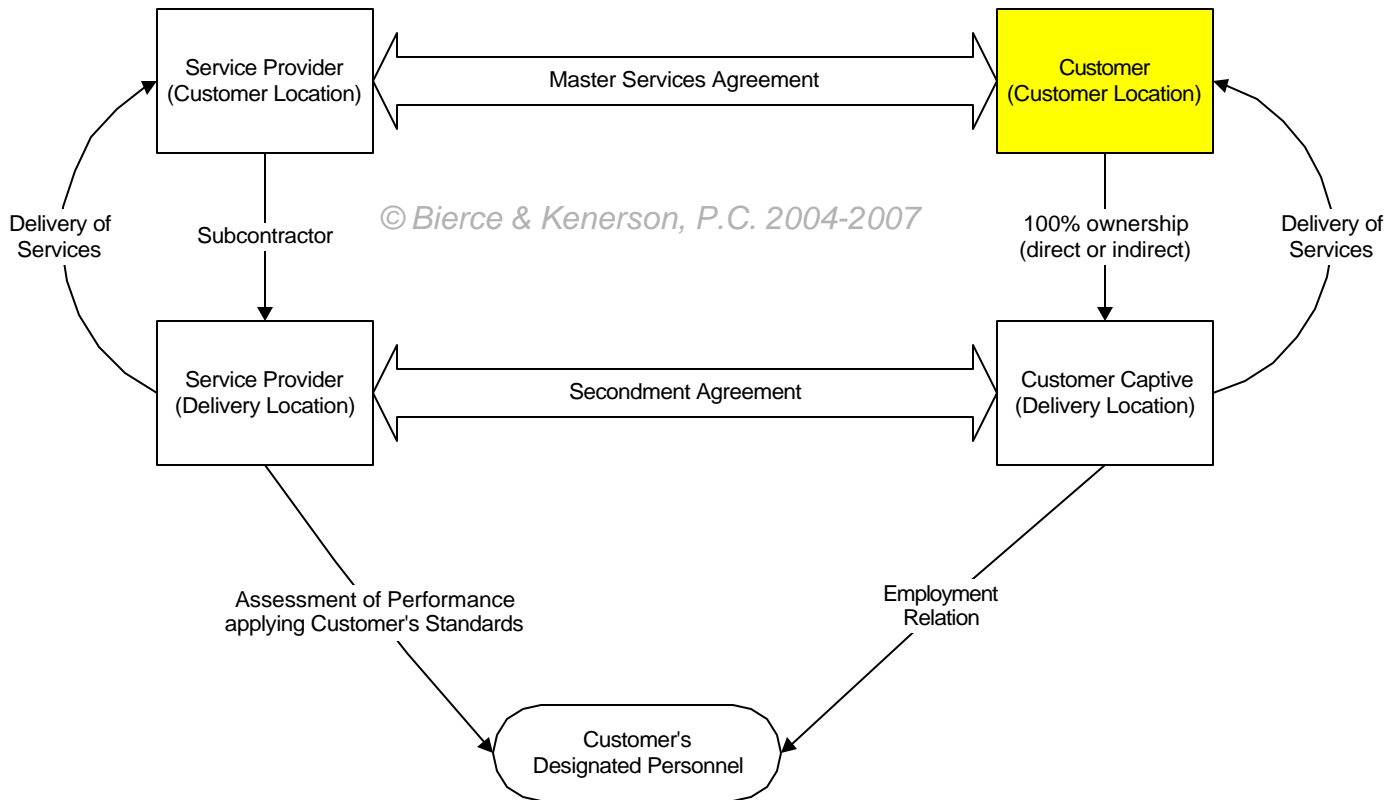 Service Provider
(Customer Location)
Master Services Agreement
Customer
(Customer Location)
Delivery of
Services
Subcontractor
© Bierce & Kenerson, P.C. 2004-2007
100% ownership
(direct or indirect)
Delivery of
Services
Service Provider
(Delivery Location)
Secondment Agreement
Customer Captive
(Delivery Location)
Assessment of Performance
applying Customer's Standards
Employment
Relation
Customer's
Designated Personnel